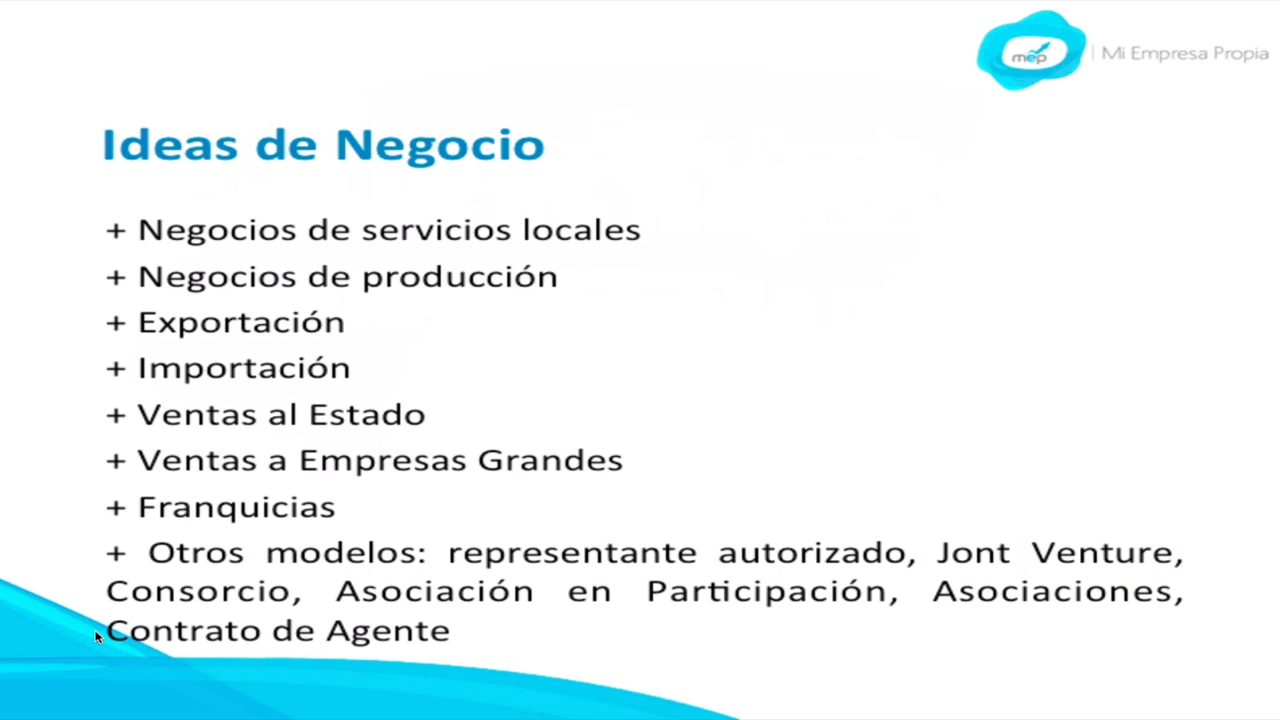 mep | Mi Empresa Propia
Ideas de Negocio
+ Negocios de servicios locales
+ Negocios de producción
+ Exportación
+ Importación
+ Ventas al Estado
+ Ventas a Empresas Grandes
+ Franquicias
+ Otros modelos: representante autorizado, Jont Venture,
Consorcio, Asociación en Participación, Asociaciones,
Contrato de Agente